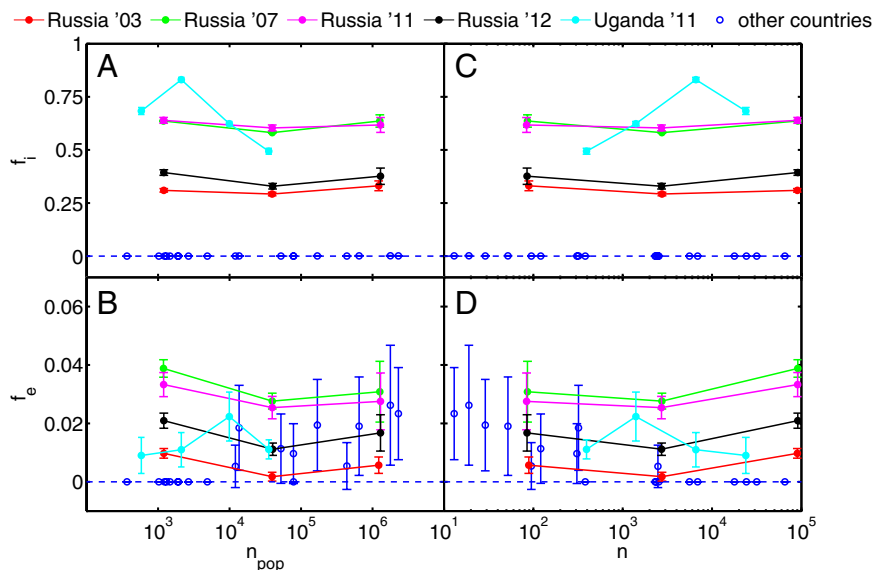 Russia '03 Russia '07 Russia '11 Russia '12 Uganda '11 other countries
A C
1
0.75
0.5
0.25
0
f_i
B D
0.06
0.04
0.02
0
f_e
10^3 10^4 10^5 10^6 10^1 10^2 10^3 10^4 10^5
n_pop n